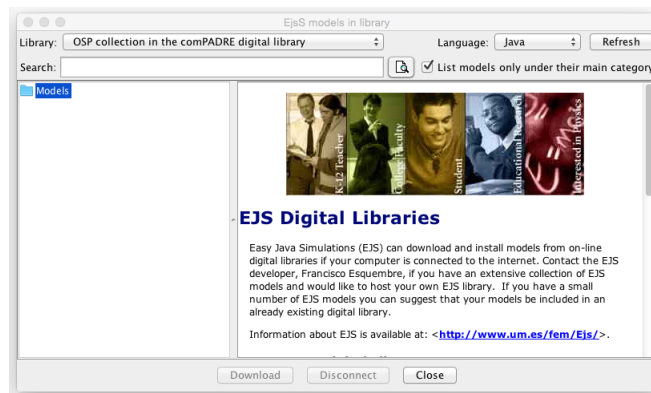 EjsS models in library
Library: OSP collection in the comPADRE digital library Language: Java Refresh
Search: List models only under their main category
Models
K-12 Teacher
College Faculty
Student
Educational Research
Interested in Physics
EJS Digital Libraries
Easy Java Simulations (EJS) can download and install models from on-line
digital libraries if your computer is connected to the internet. Contact the EJS
developer, Francisco Esquembre, if you have an extensive collection of EJS
models and would like to host your own EJS library. If you have a small
number of EJS models you can suggest that your models be included in an
already existing digital library.
Information about EJS is available at: <http://www.um.es/fem/Ejs/>.
Download Disconnect Close